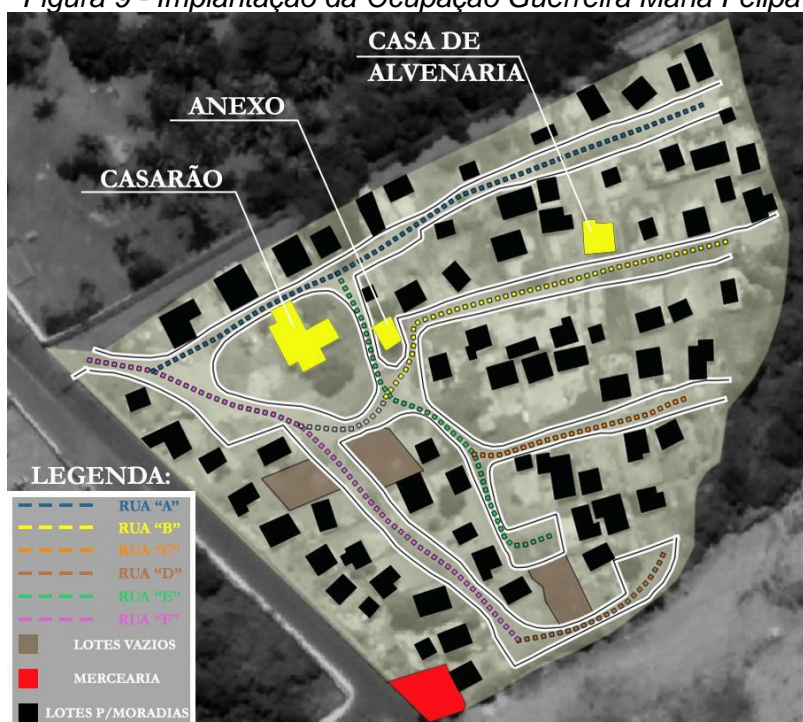 Figura 9 - Implantação da Ocupação Guerreira Maria Felipa
CASA DE
ALVENARIA
ANEXO
CASARÃO
LEGENDA:
RUA “A”
RUA “B”
RUA “C”
RUA “D”
RUA “E”
RUA “F”
LOTES VAZIOS
MERCEARIA
LOTES P/MORADIAS